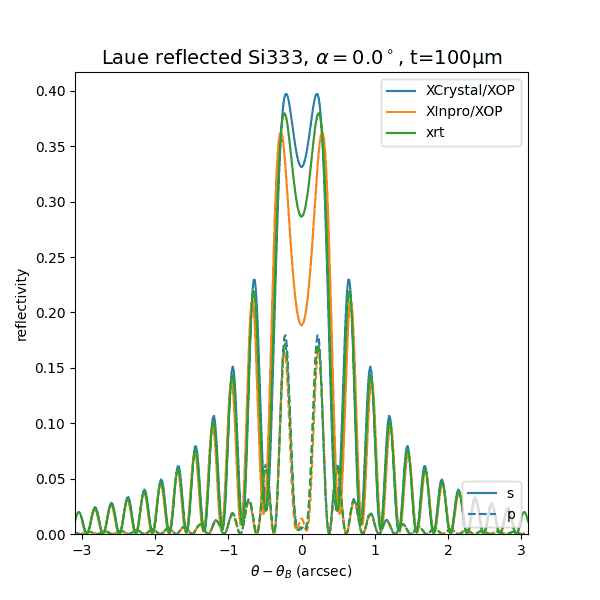 Laue reflected Si333, α = 0.0°, t=100µm
XCrystal/XOP
XInpro/XOP
xrt
0.40
0.35
0.30
0.25
0.20
0.15
0.10
0.05
0.00
reflectivity
s
p
−3 −2 −1 0 1 2 3
θ − θ_B (arcsec)